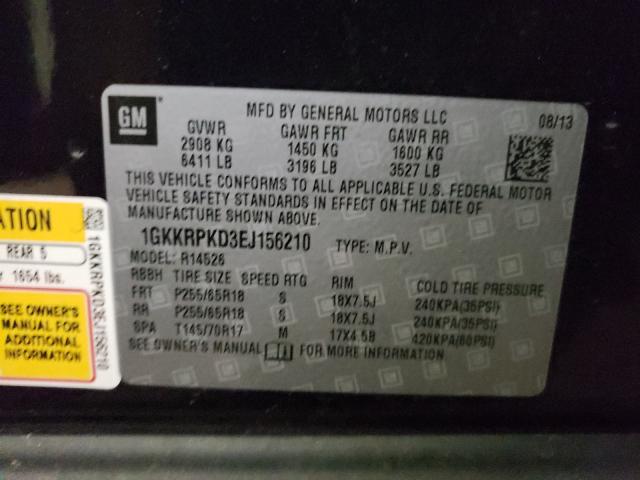 GM
MFD BY GENERAL MOTORS LLC
08/13
GVWR GAWR FRT GAWR RR
2908 KG 1450 KG 1600 KG
6411 LB 3196 LB 3527 LB
THIS VEHICLE CONFORMS TO ALL APPLICABLE U.S. FEDERAL MOTOR
VEHICLE SAFETY STANDARDS IN EFFECT ON THE DATE OF
MANUFACTURE SHOWN ABOVE.
1GKKRPKD3EJ156210 TYPE: M.P.V.
MODEL: R14526
RBBH TIRE SIZE SPEED RTG RIM COLD TIRE PRESSURE
FRT P255/65R18 S 18X7.5J 240KPA(35PSI)
RR P255/65R18 S 18X7.5J 240KPA(35PSI)
SPA T145/70R17 M 17X4.5B 420KPA(60PSI)
SEE OWNER'S MANUAL FOR MORE INFORMATION
ATION
REAR 5
1654 lbs.
SEE OWNER'S
MANUAL FOR
ADDITIONAL
INFORMATION
1GKKRPKD3EJ156210